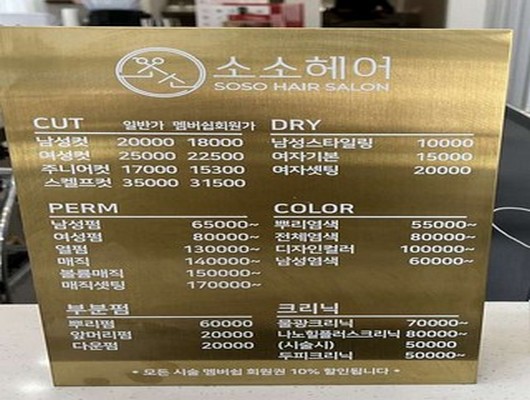 소소헤어
SOSO HAIR SALON
CUT 일반가 멤버쉽회원가
남성컷 20000 18000
여성컷 25000 22500
주니어컷 17000 15300
스켈프컷 35000 31500
DRY
남성스타일링 10000
여자기본 15000
여자셋팅 20000
PERM
남성펌 65000~
여성펌 80000~
열펌 130000~
매직 140000~
볼륨매직 150000~
매직셋팅 170000~
COLOR
뿌리염색 55000~
전체염색 80000~
디자인컬러 100000~
남성염색 60000~
부분펌
뿌리펌 60000
앞머리펌 20000
다운펌 20000
크리닉
물광크리닉 70000~
나노힐플러스크리닉 80000~
(시술시) 50000
두피크리닉 50000~
* 모든 시술 멤버쉽 회원권 10% 할인됩니다 *